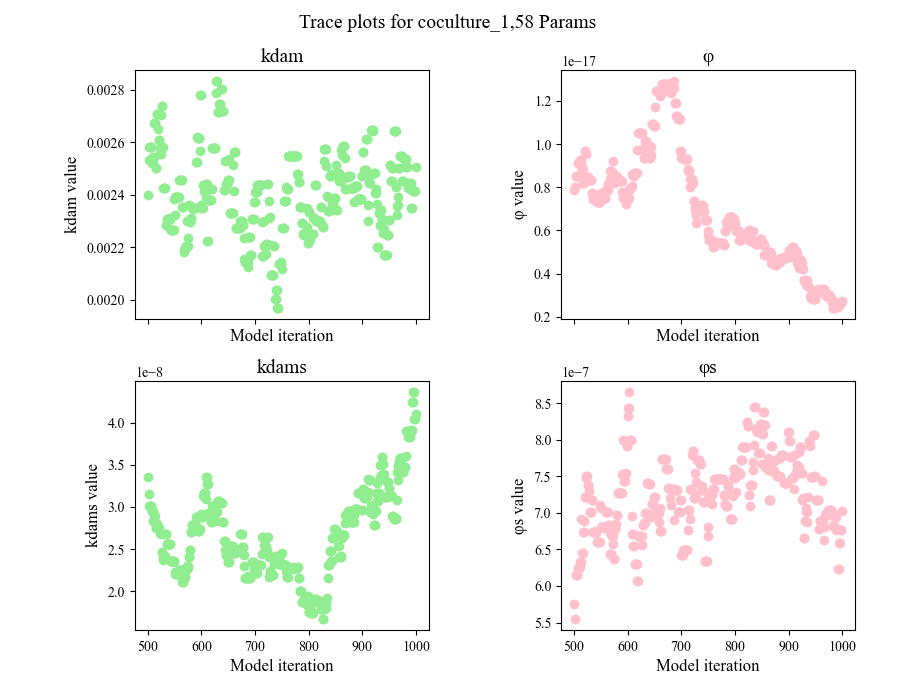 Trace plots for coculture_1,58 Params
kdam
kdam value
0.0028
0.0026
0.0024
0.0022
0.0020
Model iteration
φ
1e−17
φ value
1.2
1.0
0.8
0.6
0.4
0.2
Model iteration
kdams
1e−8
kdams value
4.0
3.5
3.0
2.5
2.0
500 600 700 800 900 1000
Model iteration
φs
1e−7
φs value
8.5
8.0
7.5
7.0
6.5
6.0
5.5
500 600 700 800 900 1000
Model iteration